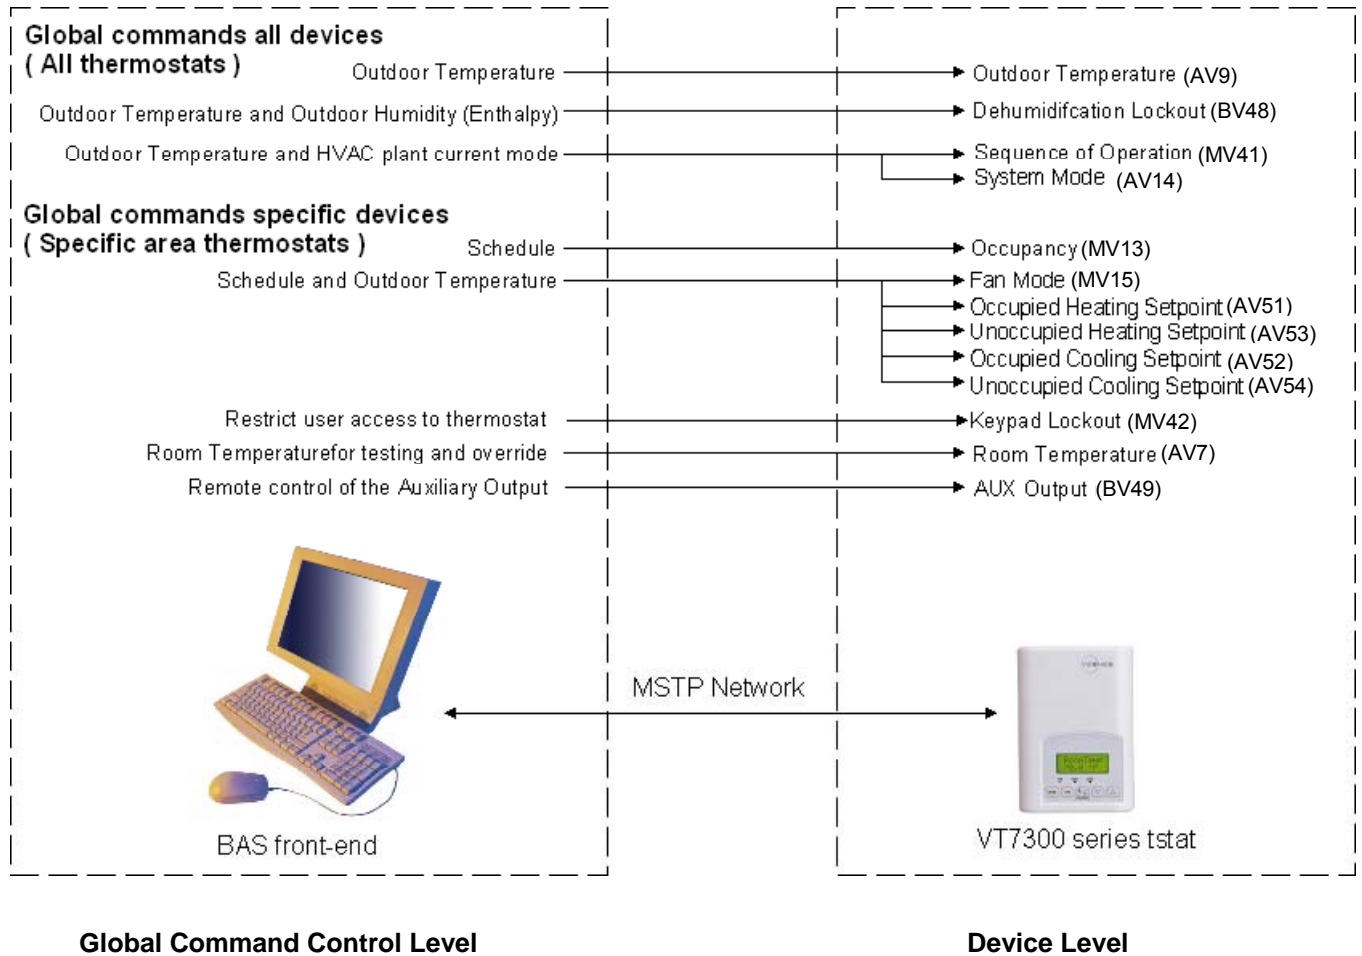 Global commands all devices
( All thermostats )
Outdoor Temperature
Outdoor Temperature (AV9)
Outdoor Temperature and Outdoor Humidity (Enthalpy)
Dehumidifcation Lockout (BV48)
Outdoor Temperature and HVAC plant current mode
Sequence of Operation (MV41)
System Mode (AV14)
Global commands specific devices
( Specific area thermostats )
Schedule
Occupancy (MV13)
Schedule and Outdoor Temperature
Fan Mode (MV15)
Occupied Heating Setpoint (AV51)
Unoccupied Heating Setpoint (AV53)
Occupied Cooling Setpoint (AV52)
Unoccupied Cooling Setpoint (AV54)
Restrict user access to thermostat
Keypad Lockout (MV42)
Room Temperaturefor testing and override
Room Temperature (AV7)
Remote control of the Auxiliary Output
AUX Output (BV49)
MSTP Network
BAS front-end
VT7300 series tstat
Global Command Control Level
Device Level